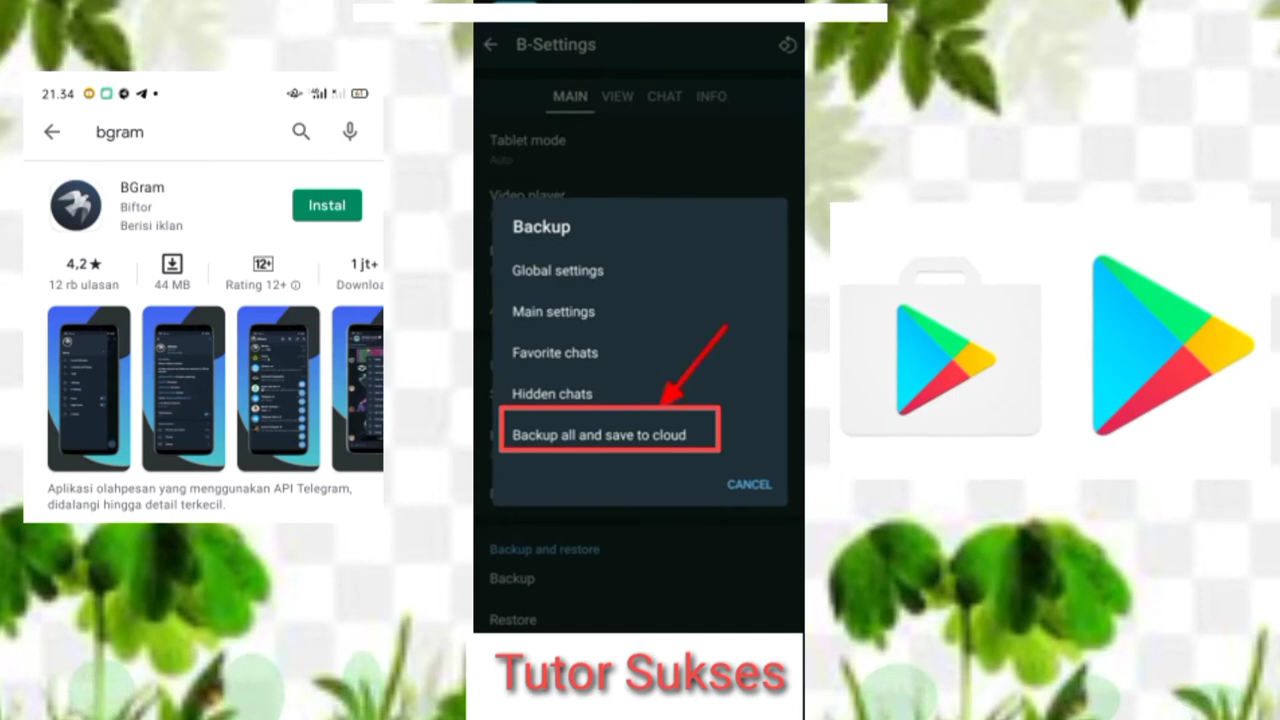 21.34
bgram
BGram
Biftor
Berisi iklan
Instal
4,2★
12 rb ulasan
44 MB
12+
Rating 12+
1 jt+
Downloa
Aplikasi olahpesan yang menggunakan API Telegram,
didalangi hingga detail terkecil.
B-Settings
MAIN VIEW CHAT INFO
Tablet mode
Auto
Video player
Backup
Global settings
Main settings
Favorite chats
Hidden chats
Backup all and save to cloud
CANCEL
Backup and restore
Backup
Restore
Tutor Sukses